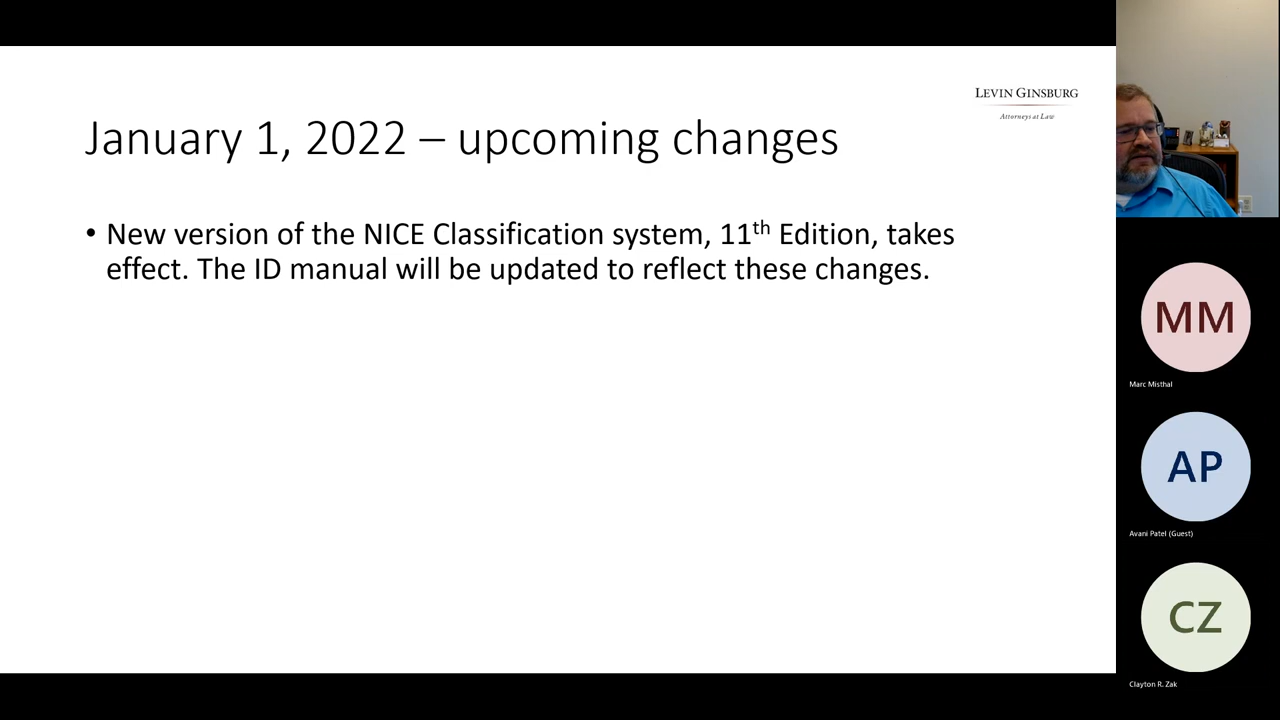 LEVIN GINSBURG
Attorneys at Law
January 1, 2022 – upcoming changes
• New version of the NICE Classification system, 11th Edition, takes
effect. The ID manual will be updated to reflect these changes.
MM
Marc Misthal
AP
Avani Patel (Guest)
CZ
Clayton R. Zak